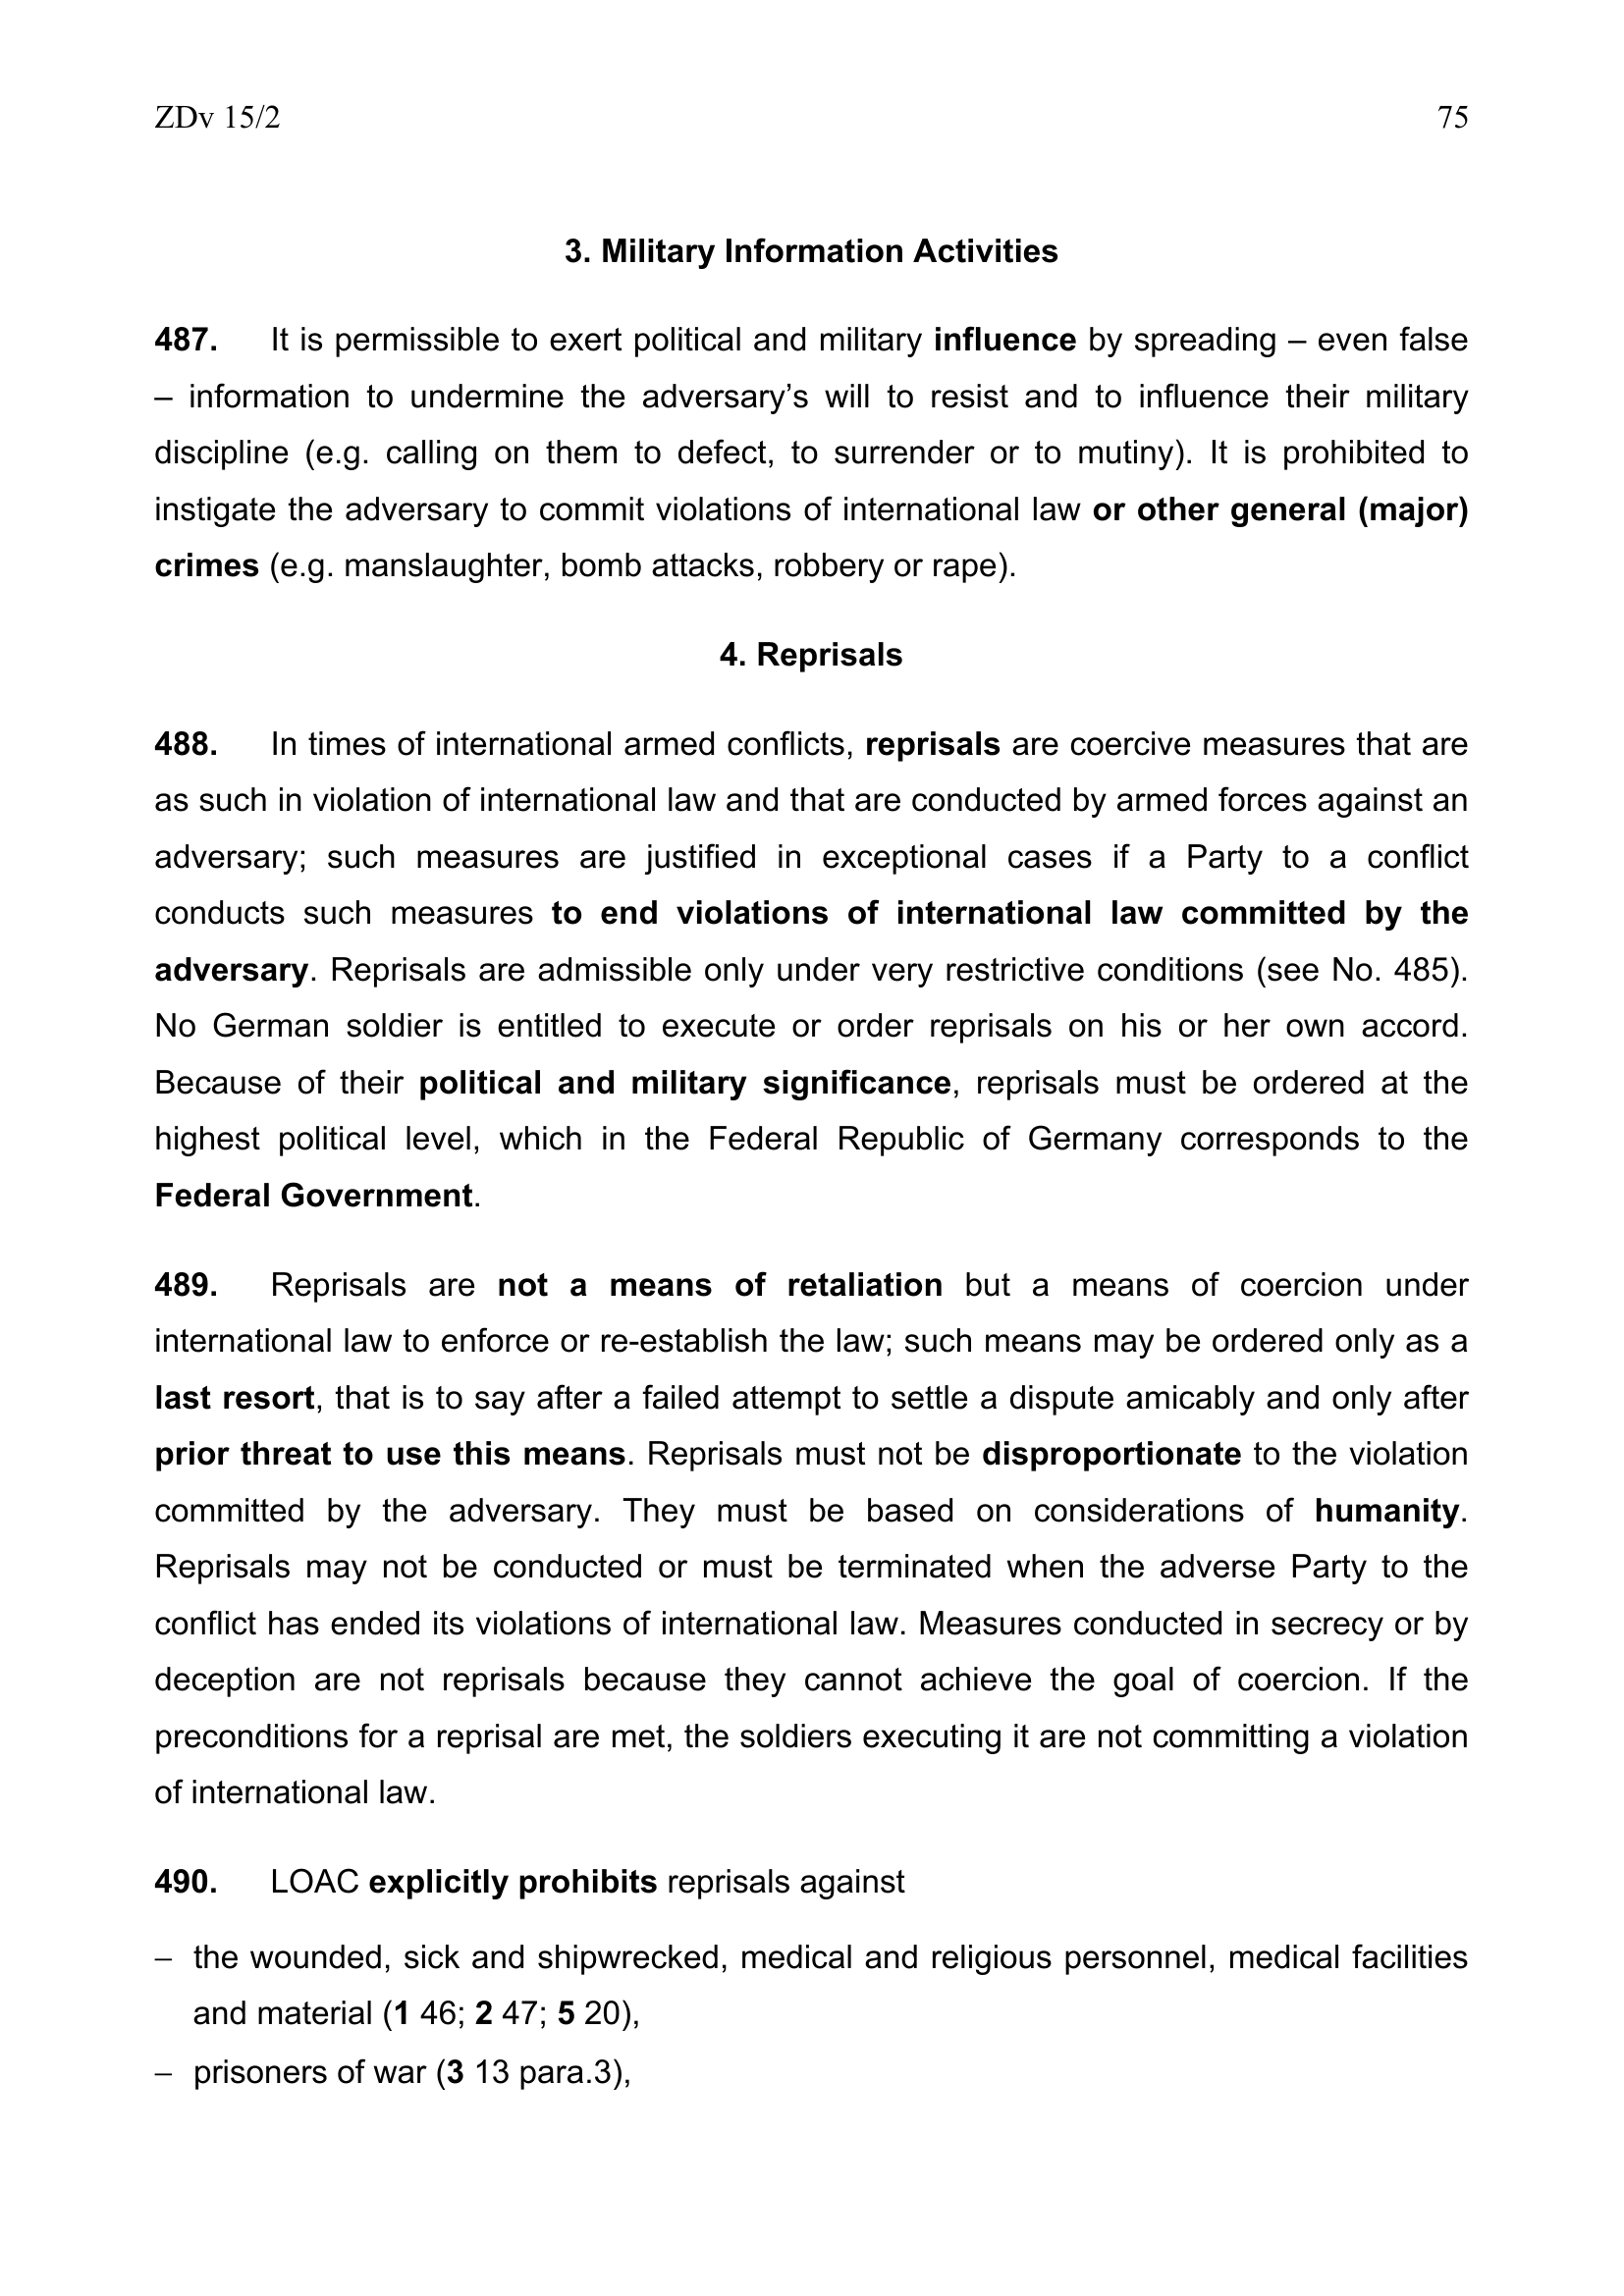 ZDv 15/2 75
3. Military Information Activities
487. It is permissible to exert political and military influence by spreading – even false
– information to undermine the adversary’s will to resist and to influence their military
discipline (e.g. calling on them to defect, to surrender or to mutiny). It is prohibited to
instigate the adversary to commit violations of international law or other general (major)
crimes (e.g. manslaughter, bomb attacks, robbery or rape).
4. Reprisals
488. In times of international armed conflicts, reprisals are coercive measures that are
as such in violation of international law and that are conducted by armed forces against an
adversary; such measures are justified in exceptional cases if a Party to a conflict
conducts such measures to end violations of international law committed by the
adversary. Reprisals are admissible only under very restrictive conditions (see No. 485).
No German soldier is entitled to execute or order reprisals on his or her own accord.
Because of their political and military significance, reprisals must be ordered at the
highest political level, which in the Federal Republic of Germany corresponds to the
Federal Government.
489. Reprisals are not a means of retaliation but a means of coercion under
international law to enforce or re-establish the law; such means may be ordered only as a
last resort, that is to say after a failed attempt to settle a dispute amicably and only after
prior threat to use this means. Reprisals must not be disproportionate to the violation
committed by the adversary. They must be based on considerations of humanity.
Reprisals may not be conducted or must be terminated when the adverse Party to the
conflict has ended its violations of international law. Measures conducted in secrecy or by
deception are not reprisals because they cannot achieve the goal of coercion. If the
preconditions for a reprisal are met, the soldiers executing it are not committing a violation
of international law.
490. LOAC explicitly prohibits reprisals against
– the wounded, sick and shipwrecked, medical and religious personnel, medical facilities
and material (1 46; 2 47; 5 20),
– prisoners of war (3 13 para.3),